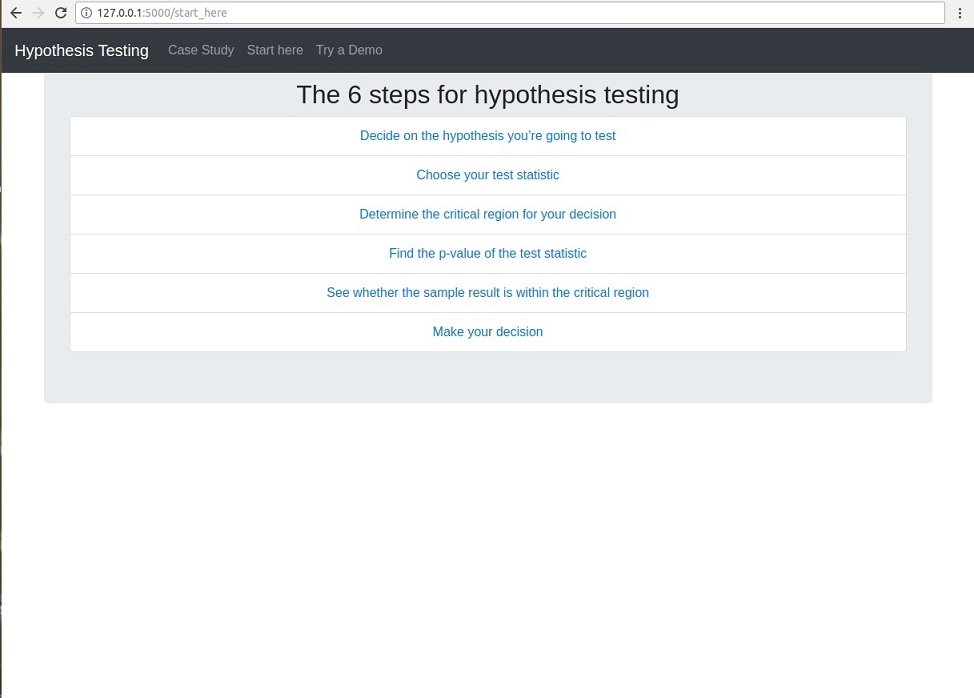 127.0.0.1:5000/start_here
Hypothesis Testing Case Study Start here Try a Demo
The 6 steps for hypothesis testing
Decide on the hypothesis you’re going to test
Choose your test statistic
Determine the critical region for your decision
Find the p-value of the test statistic
See whether the sample result is within the critical region
Make your decision